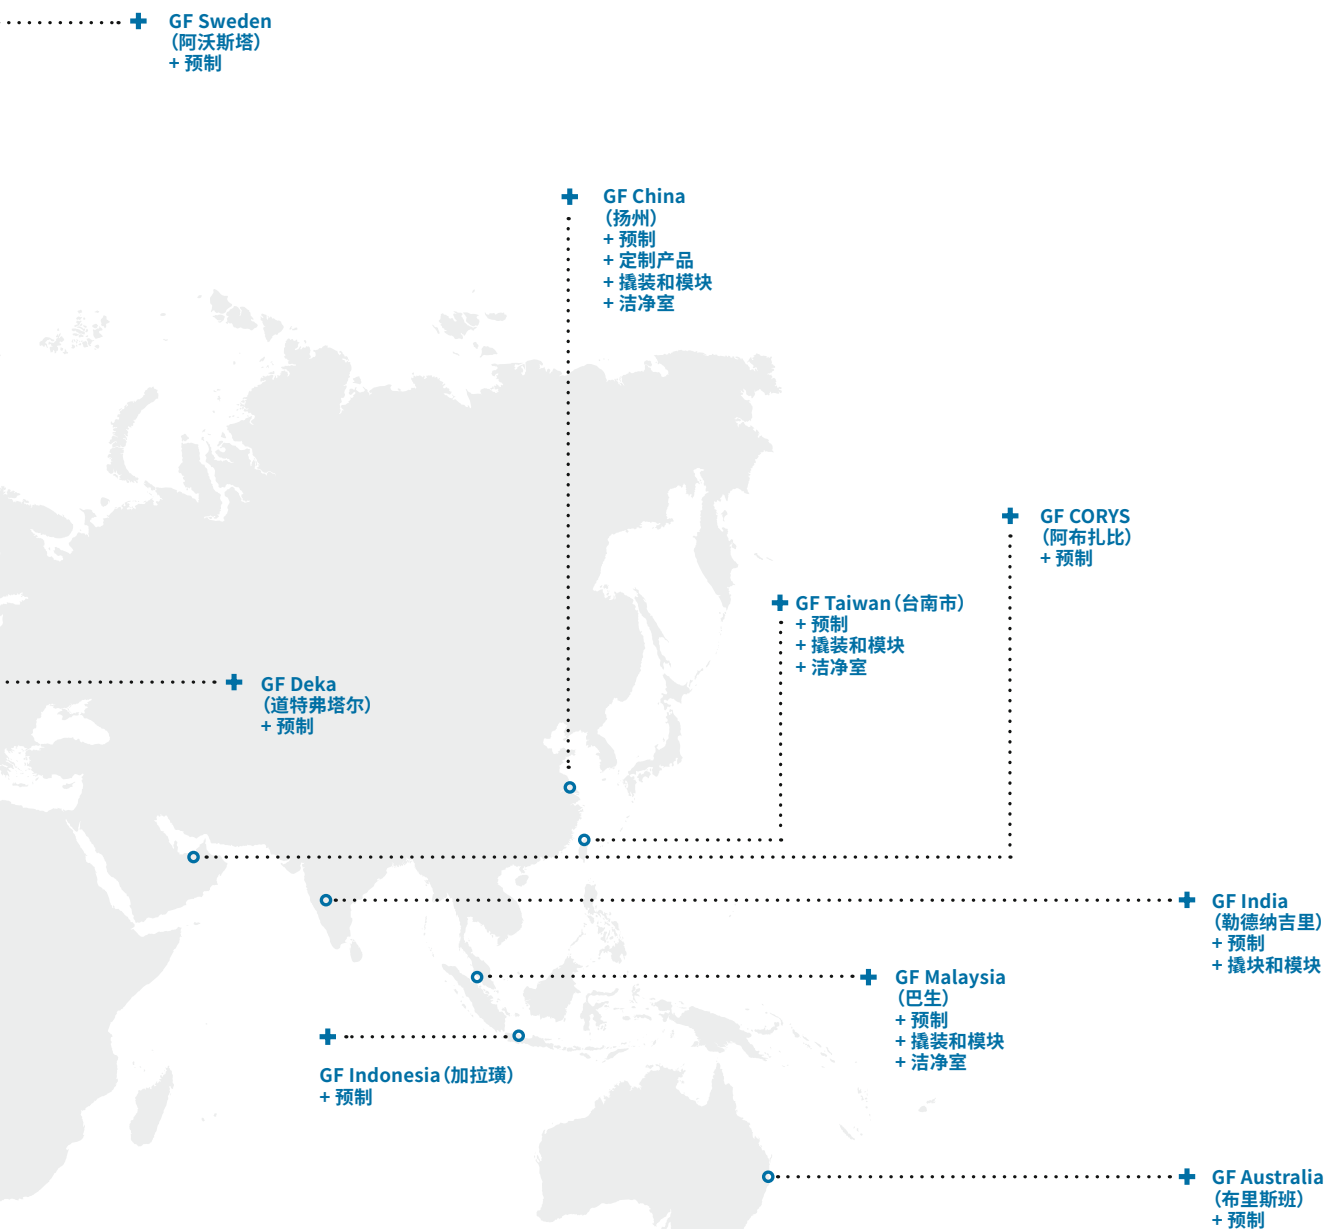 GF Sweden
（阿沃斯塔）
+ 预制
GF China
（扬州）
+ 预制
+ 定制产品
+ 撬装和模块
+ 洁净室
GF CORYS
（阿布扎比）
+ 预制
GF Taiwan（台南市）
+ 预制
+ 撬装和模块
+ 洁净室
GF Deka
（道特弗塔尔）
+ 预制
GF India
（勒德纳吉里）
+ 预制
+ 撬块和模块
GF Malaysia
（巴生）
+ 预制
+ 撬装和模块
+ 洁净室
GF Indonesia（加拉璜）
+ 预制
GF Australia
（布里斯班）
+ 预制